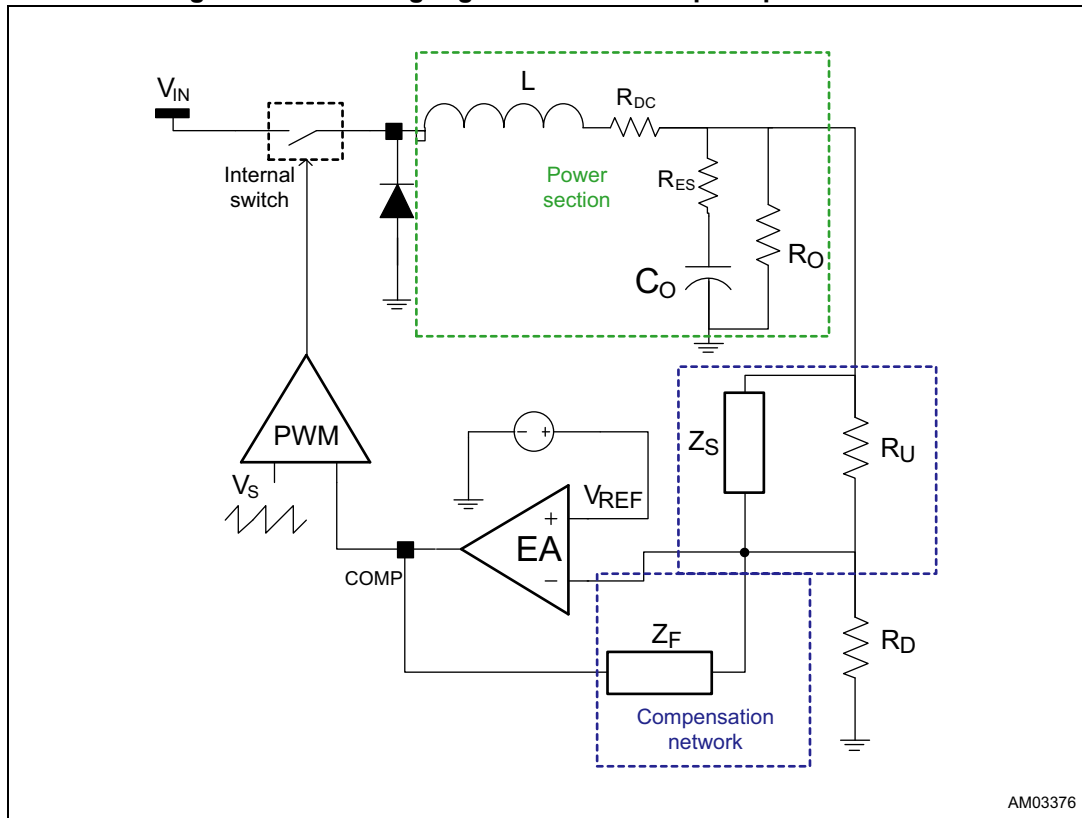 V_IN
L
R_DC
Internal
switch
Power
section
R_ES
R_O
C_O
PWM
V_S
- +
V_REF
Z_S
R_U
+
EA
−
COMP
Z_F
R_D
Compensation
network
AM03376